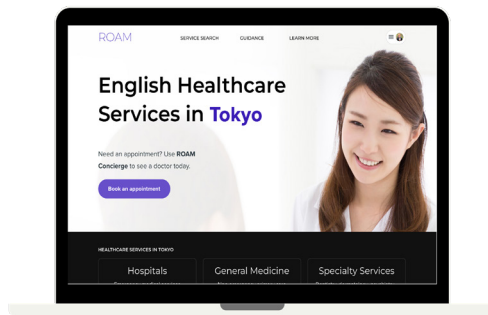 ROAM
SERVICE SEARCH GUIDANCE LEARN MORE
English Healthcare
Services in Tokyo
Need an appointment? Use ROAM
Concierge to see a doctor today.
Book an appointment
HEALTHCARE SERVICES IN TOKYO
Hospitals General Medicine Specialty Services